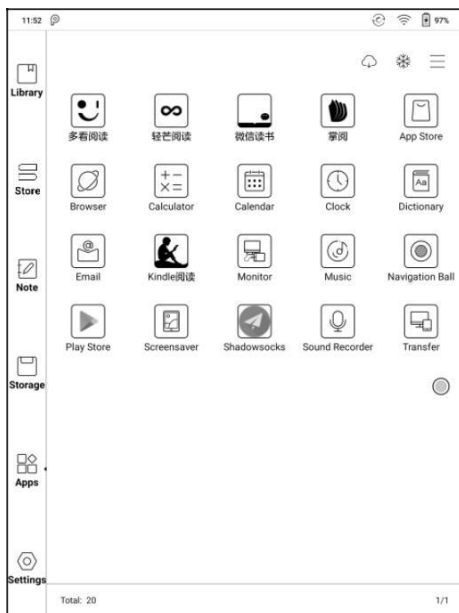 11:52
97%
Library
多看阅读 轻芒阅读 微信读书 掌阅 App Store
Store
Browser Calculator Calendar Clock Dictionary
Aa
Note
Email Kindle阅读 Monitor Music Navigation Ball
Play Store Screensaver Shadowsocks Sound Recorder Transfer
Storage
Apps
Settings
Total: 20 1/1